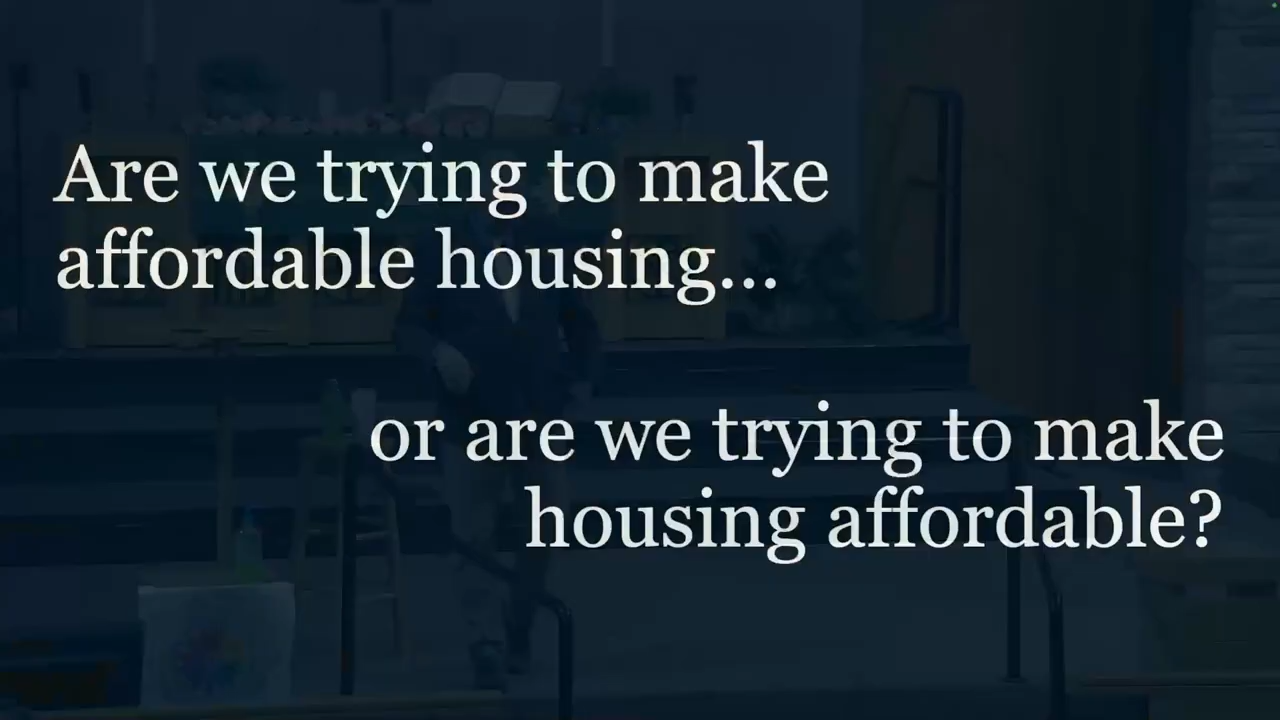 Are we trying to make
affordable housing...
or are we trying to make
housing affordable?